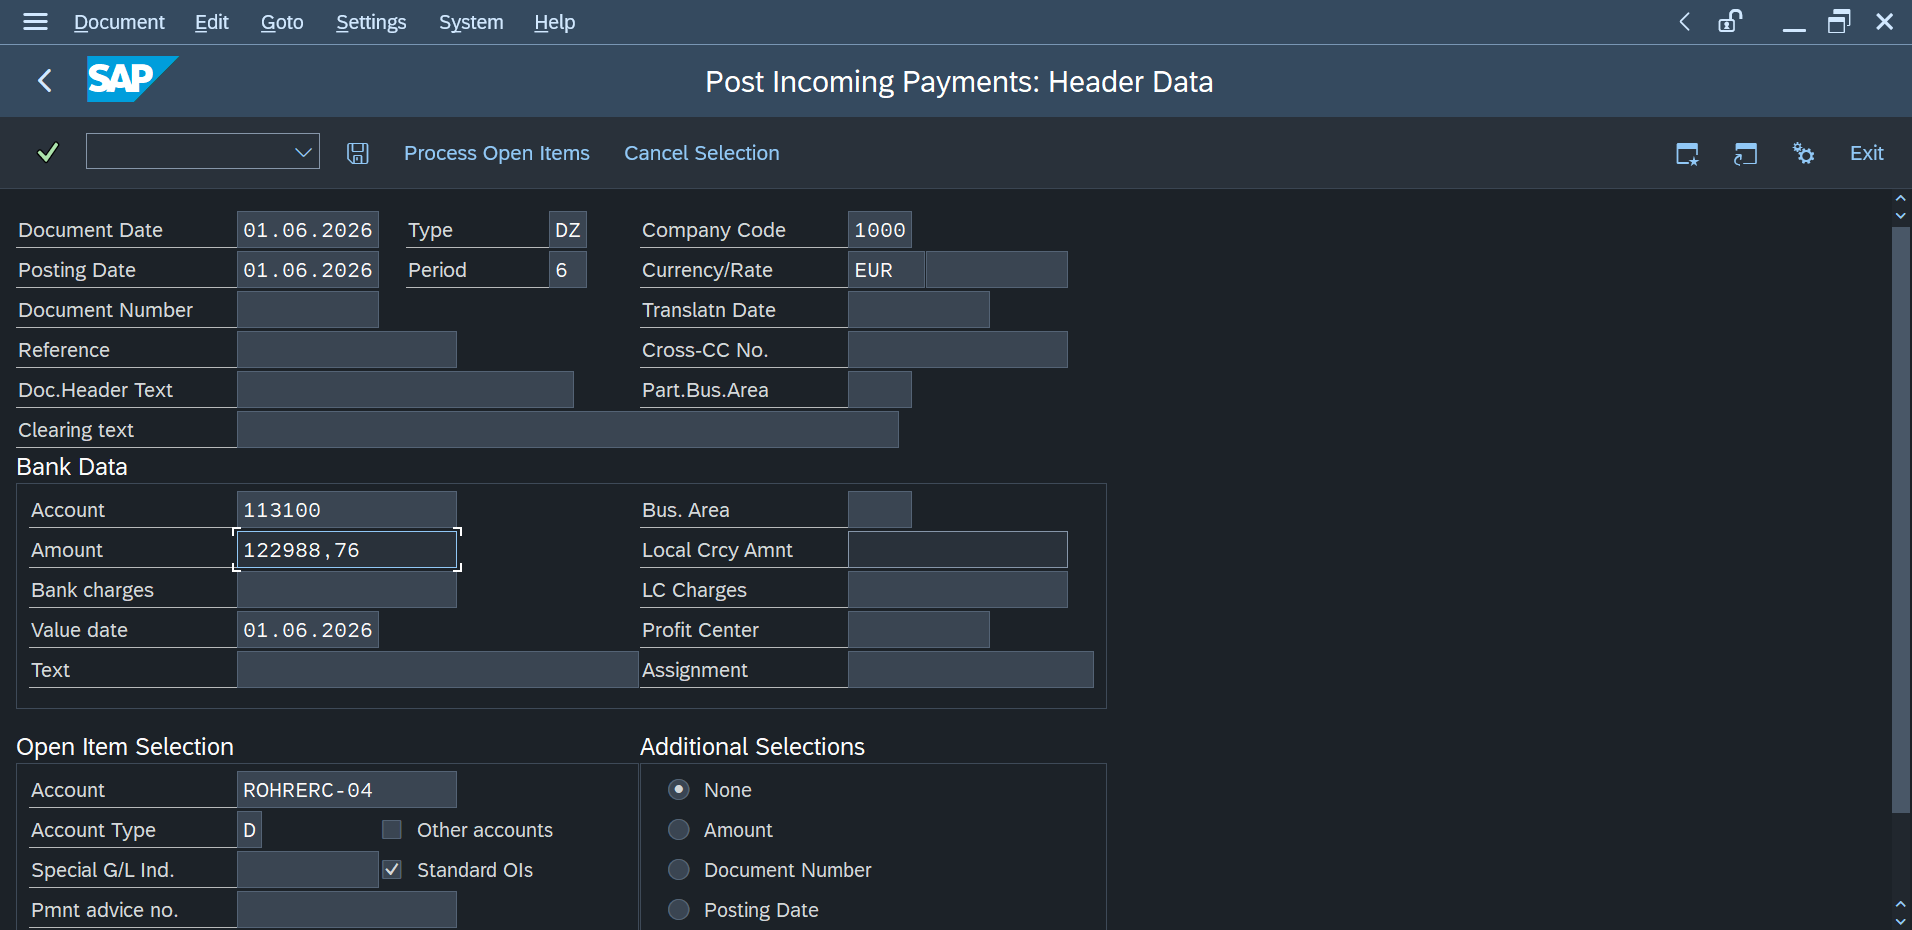 Document Edit Goto Settings System Help
SAP Post Incoming Payments: Header Data
Process Open Items Cancel Selection Exit
Document Date 01.06.2026 Type DZ Company Code 1000
Posting Date 01.06.2026 Period 6 Currency/Rate EUR
Document Number Translatn Date
Reference Cross-CC No.
Doc.Header Text Part.Bus.Area
Clearing text
Bank Data
Account 113100 Bus. Area
Amount 122988,76 Local Crcy Amnt
Bank charges LC Charges
Value date 01.06.2026 Profit Center
Text Assignment
Open Item Selection Additional Selections
Account ROHRERC-04 None
Account Type D Other accounts Amount
Special G/L Ind. Standard OIs Document Number
Pmnt advice no. Posting Date